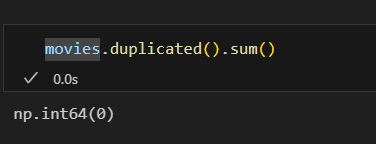 movies.duplicated().sum()
0.0s
np.int64(0)